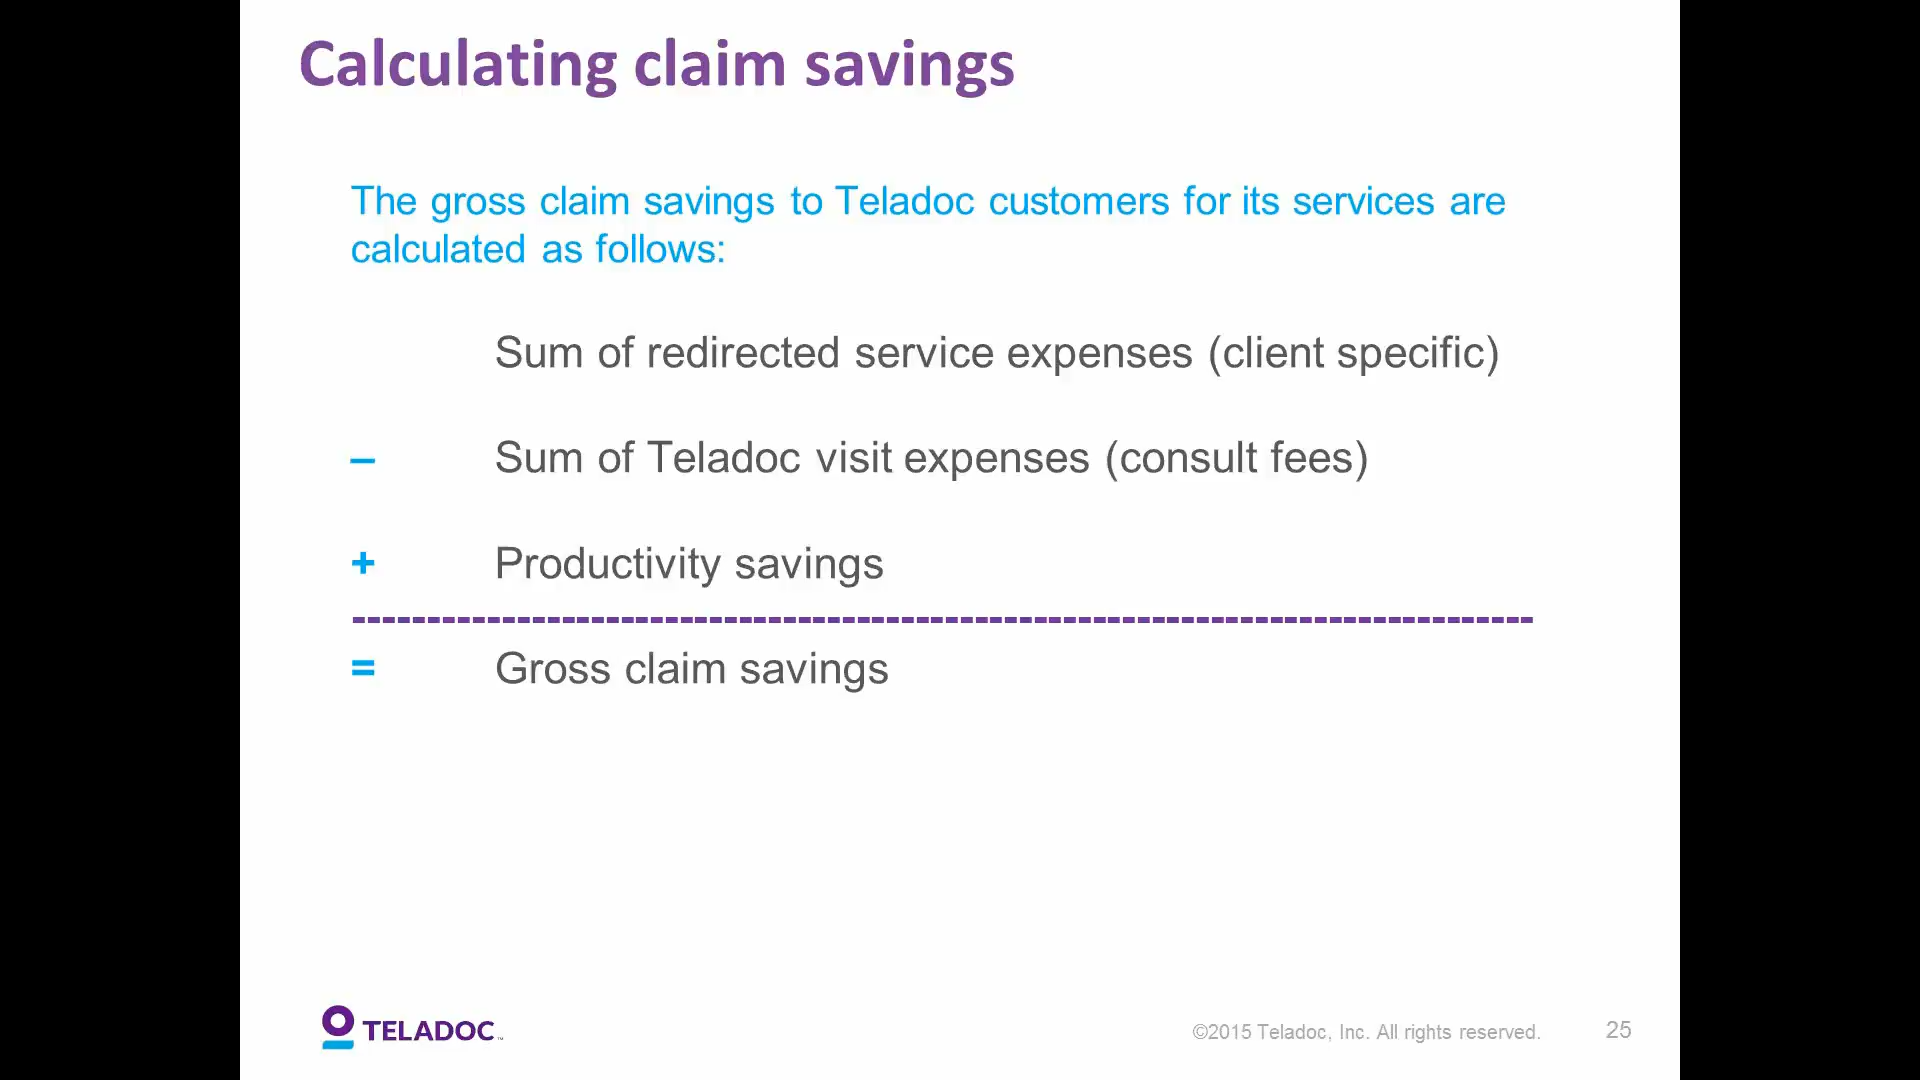 Calculating claim savings
The gross claim savings to Teladoc customers for its services are
calculated as follows:
Sum of redirected service expenses (client specific)
– Sum of Teladoc visit expenses (consult fees)
+ Productivity savings
--------------------------------------------------------------------------------
= Gross claim savings
TELADOC™
©2015 Teladoc, Inc. All rights reserved. 25